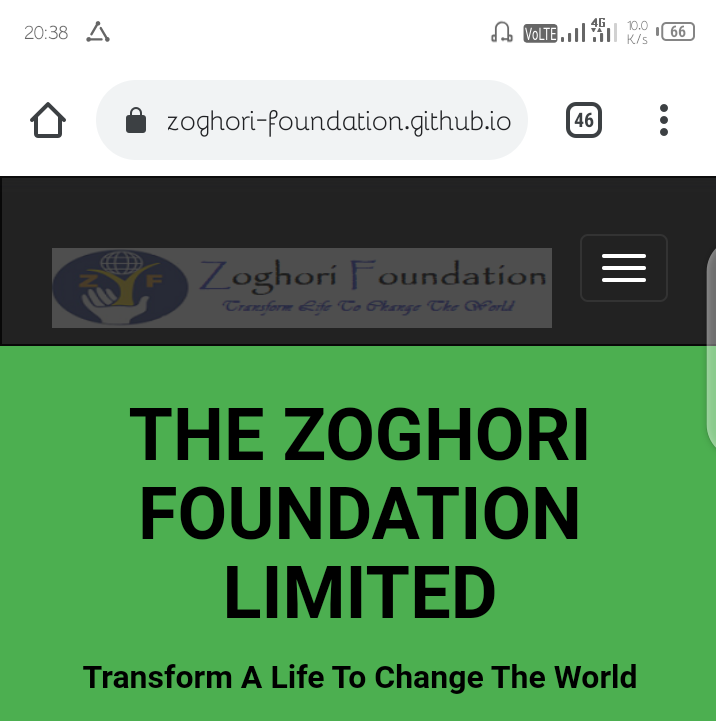 20:38
VoLTE 4G 10.0 K/s 66
zoghori-foundation.github.io 46
Z Y F Zoghori Foundation
Transform Life To Change The World
THE ZOGHORI
FOUNDATION
LIMITED
Transform A Life To Change The World